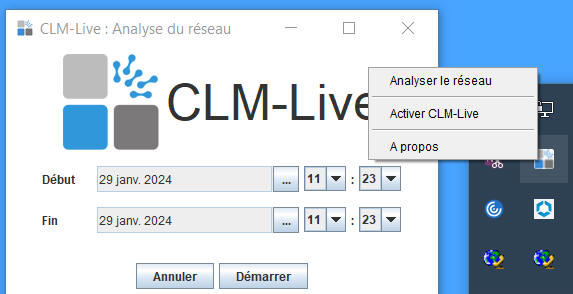 CLM-Live : Analyse du réseau
CLM-Live
Analyser le réseau
Activer CLM-Live
A propos
Début 29 janv. 2024 ... 11 : 23
Fin 29 janv. 2024 ... 11 : 23
Annuler Démarrer